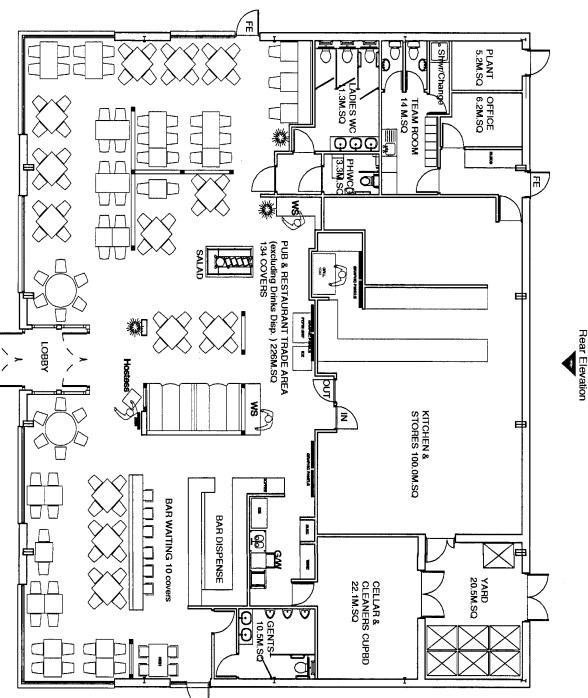 FE
PLANT
5.2M.SQ
Shwr/Change
OFFICE
6.2M.SQ
LADIES WC
11.3M.SQ
TEAM ROOM
14 M.SQ
PHWC
3.3M.SQ
FE
WS
SALAD
PUB & RESTAURANT TRADE AREA
(excluding Drinks Disp. ) 226M.SQ
134 COVERS
Rear Elevation
LOBBY
Hostess
WS
OUT
IN
KITCHEN &
STORES 100.0M.SQ
BAR WAITING 10 covers
BAR DISPENSE
G/W
CELLAR &
CLEANERS CUP'RD
22.1M.SQ
YARD
20.5M.SQ
GENTS
10.5M.SQ